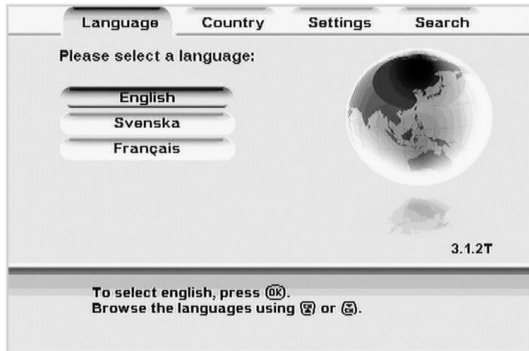 Language Country Settings Search
Please select a language:
English
Svenska
Français
3.1.2T
To select english, press OK.
Browse the languages using or .